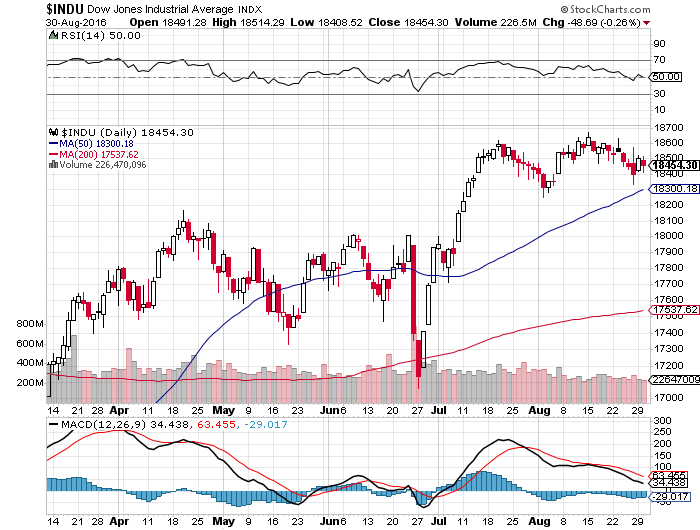 $INDU Dow Jones Industrial Average INDX
© StockCharts.com
30-Aug-2016 Open 18491.28 High 18514.29 Low 18408.52 Close 18454.30 Volume 226.5M Chg -48.69 (-0.26%)
RSI(14) 50.00
90
70
50.00
30
10
$INDU (Daily) 18454.30
MA(50) 18300.18
MA(200) 17537.62
Volume 226,470,096
18700
18600
18500
18454.30
18400
18300.18
18200
18100
18000
17900
17800
17700
17600
17537.62
17400
17300
17200
17100
17000
800M
600M
400M
200M
226470096
14 21 28 Apr 11 18 25 May 9 16 23 Jun 6 13 20 27 Jul 11 18 25 Aug 8 15 22 29
MACD(12,26,9) 34.438, 63.455, -29.017
300
250
200
150
100
63.455
34.438
-29.017
-50
14 21 28 Apr 11 18 25 May 9 16 23 Jun 6 13 20 27 Jul 11 18 25 Aug 8 15 22 29